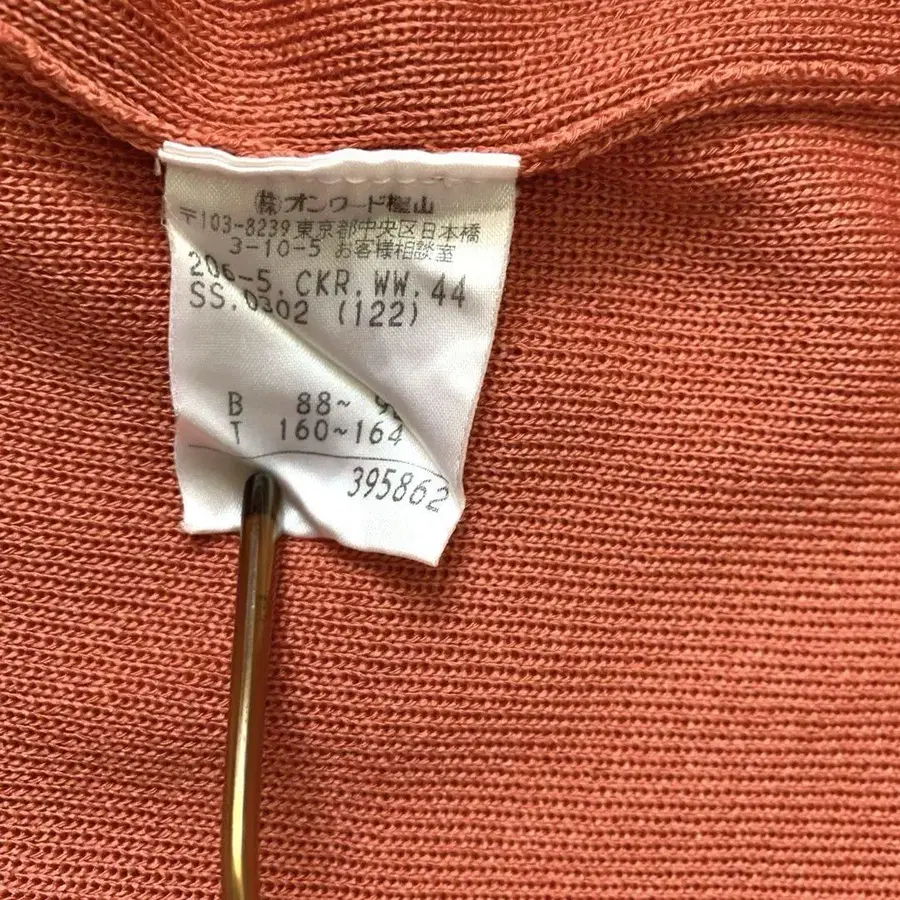 ㈱オンワード樫山
〒103-8239 東京都中央区日本橋
3-10-5 お客様相談室
206-5.CKR.WW.44
SS.0302 (122)
B 88~
T 160~164
395862